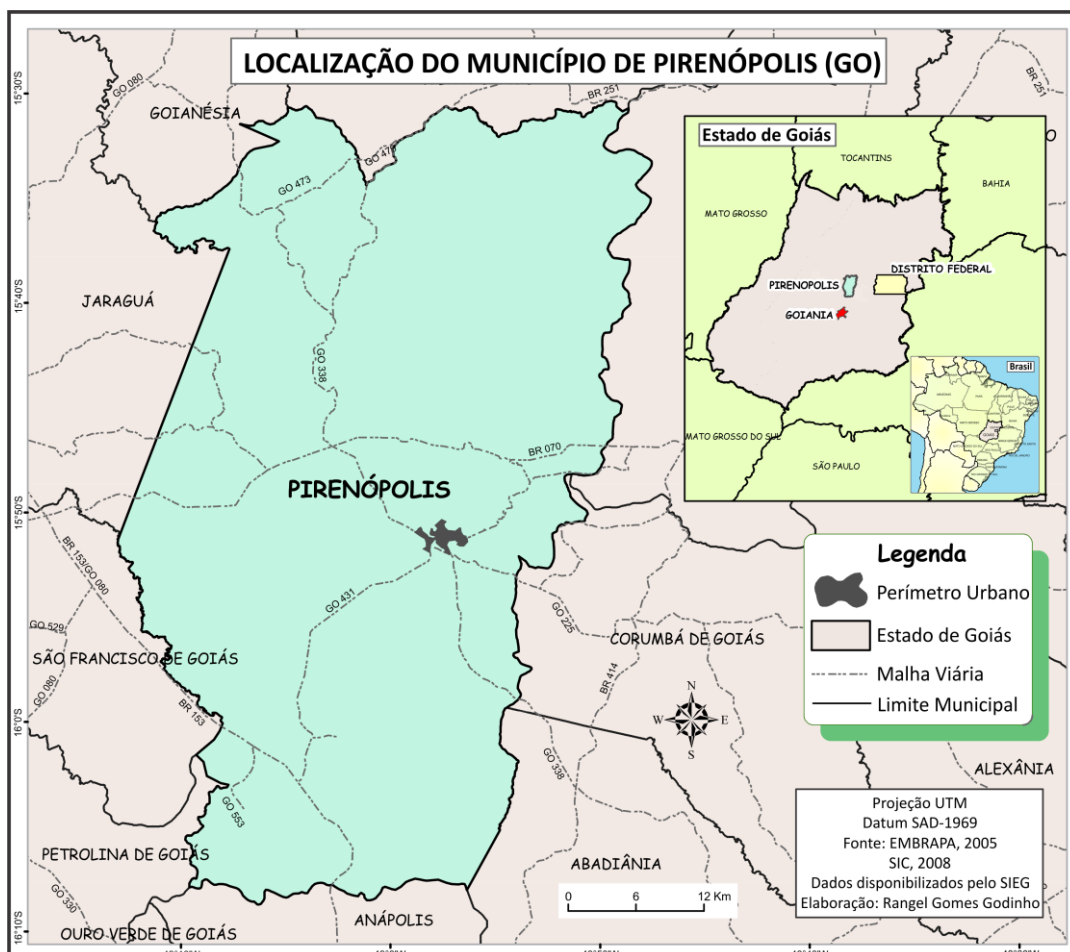 LOCALIZAÇÃO DO MUNICÍPIO DE PIRENÓPOLIS (GO)
15°30'S
15°40'S
15°50'S
16°0'S
16°10'S
GO 080
GOIANÉSIA
BR 251
BR 251
GO 473
GO 338
JARAGUÁ
BR 070
PIRENÓPOLIS
BR 153/GO 080
GO 529
GO 431
GO 225
CORUMBÁ DE GOIÁS
SÃO FRANCISCO DE GOIÁS
GO 080
BR 153
BR 414
GO 338
GO 553
PETROLINA DE GOIÁS
ABADIÂNIA
ALEXÂNIA
GO 330
ANÁPOLIS
OURO VERDE DE GOIÁS
Estado de Goiás
TOCANTINS
BAHIA
MATO GROSSO
DISTRITO FEDERAL
PIRENOPOLIS
GOIANIA
MATO GROSSO DO SUL
SÃO PAULO
Brasil
Legenda
Perímetro Urbano
Estado de Goiás
Malha Viária
Limite Municipal
N
W E
S
0 6 12 Km
Projeção UTM
Datum SAD-1969
Fonte: EMBRAPA, 2005
SIC, 2008
Dados disponibilizados pelo SIEG
Elaboração: Rangel Gomes Godinho